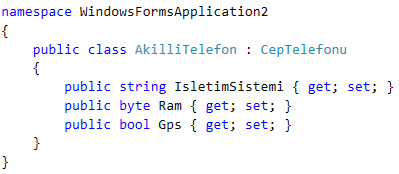 namespace WindowsFormsApplication2
{
    public class AkilliTelefon : CepTelefonu
    {
        public string IsletimSistemi { get; set; }
        public byte Ram { get; set; }
        public bool Gps { get; set; }
    }
}